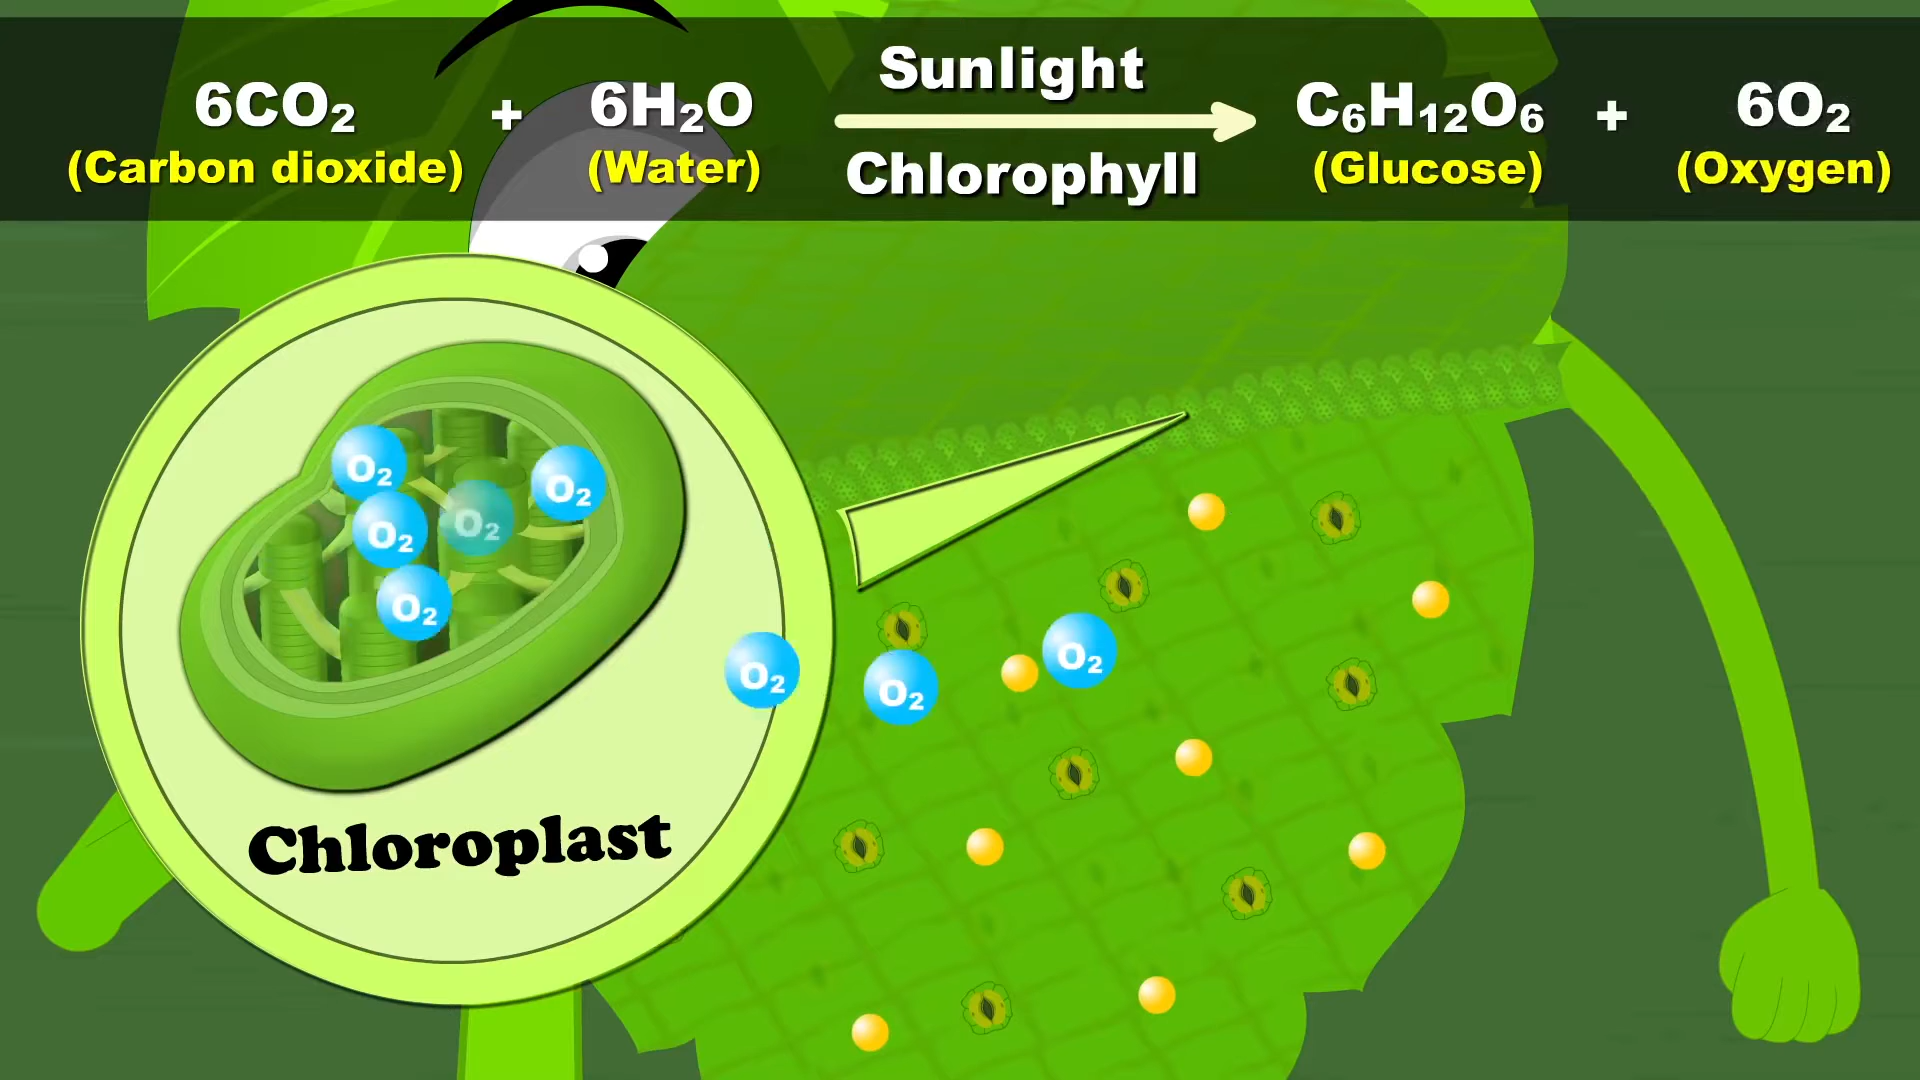 Sunlight
6CO₂ + 6H₂O C₆H₁₂O₆ + 6O₂
(Carbon dioxide) (Water) Chlorophyll (Glucose) (Oxygen)
O₂
O₂
O₂
O₂
O₂
O₂
O₂
O₂
Chloroplast